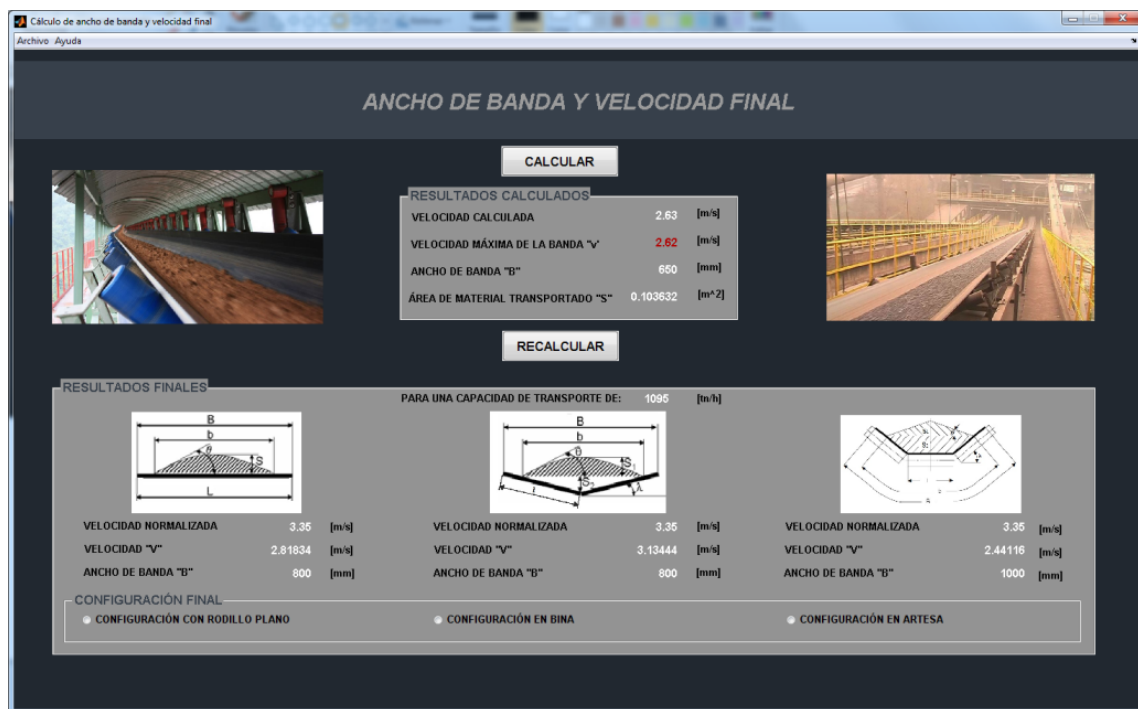 Cálculo de ancho de banda y velocidad final
Archivo Ayuda
ANCHO DE BANDA Y VELOCIDAD FINAL
CALCULAR
RESULTADOS CALCULADOS
VELOCIDAD CALCULADA 2.63 [m/s]
VELOCIDAD MÁXIMA DE LA BANDA "v' 2.62 [m/s]
ANCHO DE BANDA "B" 650 [mm]
ÁREA DE MATERIAL TRANSPORTADO "S" 0.103632 [m^2]
RECALCULAR
RESULTADOS FINALES
PARA UNA CAPACIDAD DE TRANSPORTE DE: 1095 [tn/h]
B
b
θ S
L
B
b
θ S1
S2
l λ
VELOCIDAD NORMALIZADA 3.35 [m/s] VELOCIDAD NORMALIZADA 3.35 [m/s] VELOCIDAD NORMALIZADA 3.35 [m/s]
VELOCIDAD "V" 2.81834 [m/s] VELOCIDAD "V" 3.13444 [m/s] VELOCIDAD "V" 2.44116 [m/s]
ANCHO DE BANDA "B" 800 [mm] ANCHO DE BANDA "B" 800 [mm] ANCHO DE BANDA "B" 1000 [mm]
CONFIGURACIÓN FINAL
CONFIGURACIÓN CON RODILLO PLANO CONFIGURACIÓN EN BINA CONFIGURACIÓN EN ARTESA